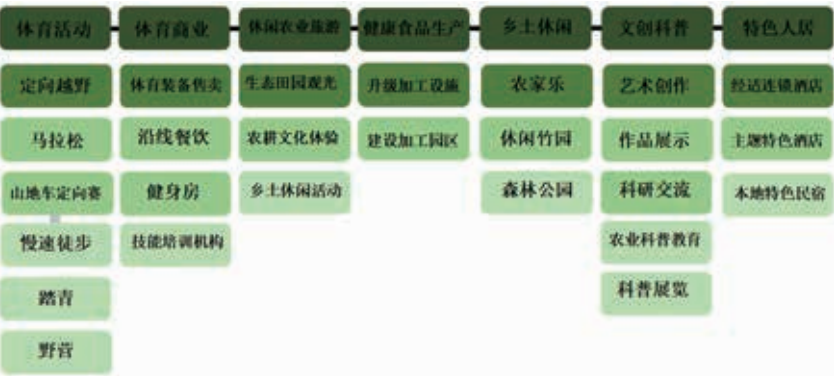 体育活动 体育商业 休闲农业旅游 健康食品生产 乡土休闲 文创科普 特色人居
定向越野 体育装备售卖 生态田园观光 升级加工设施 农家乐 艺术创作 经适连锁酒店
马拉松 沿线餐饮 农耕文化体验 建设加工园区 休闲竹园 作品展示 主题特色酒店
山地车定向赛 健身房 乡土休闲活动 森林公园 科研交流 本地特色民宿
慢速徒步 技能培训机构 农业科普教育
踏青 科普展览
野营